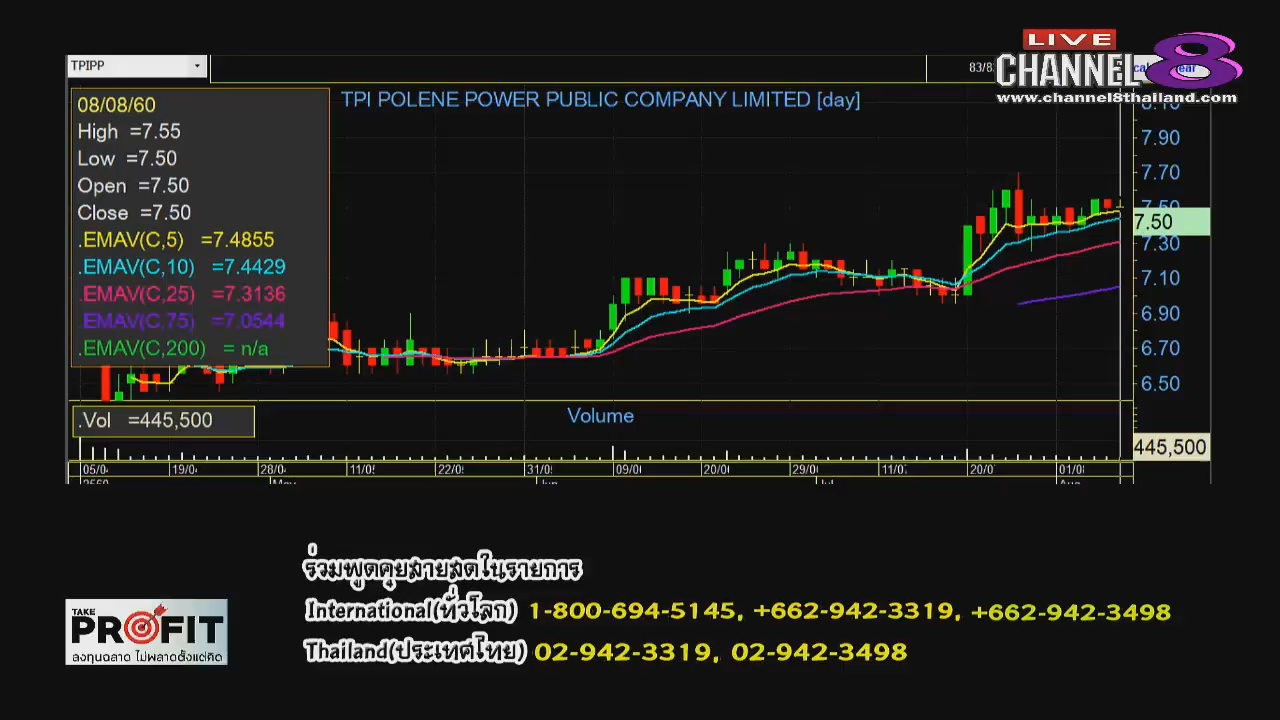 LIVE
CHANNEL 8
www.channel8thailand.com
TPIPP
TPI POLENE POWER PUBLIC COMPANY LIMITED [day]
08/08/60
High =7.55
Low =7.50
Open =7.50
Close =7.50
.EMAV(C,5) =7.4855
.EMAV(C,10) =7.4429
.EMAV(C,25) =7.3136
.EMAV(C,75) =7.0544
.EMAV(C,200) = n/a
7.90
7.70
7.50
7.50
7.30
7.10
6.90
6.70
6.50
.Vol =445,500
Volume
445,500
05/0 19/0 28/0 11/0 22/0 31/0 09/0 20/0 29/0 11/0 20/0 01/0
ร่วมพูดคุยสายสดในรายการ
International(ทั่วโลก) 1-800-694-5145, +662-942-3319, +662-942-3498
Thailand(ประเทศไทย) 02-942-3319, 02-942-3498
TAKE
PROFIT
ลงทุนฉลาด ไม่พลาดตั้งแต่คิด